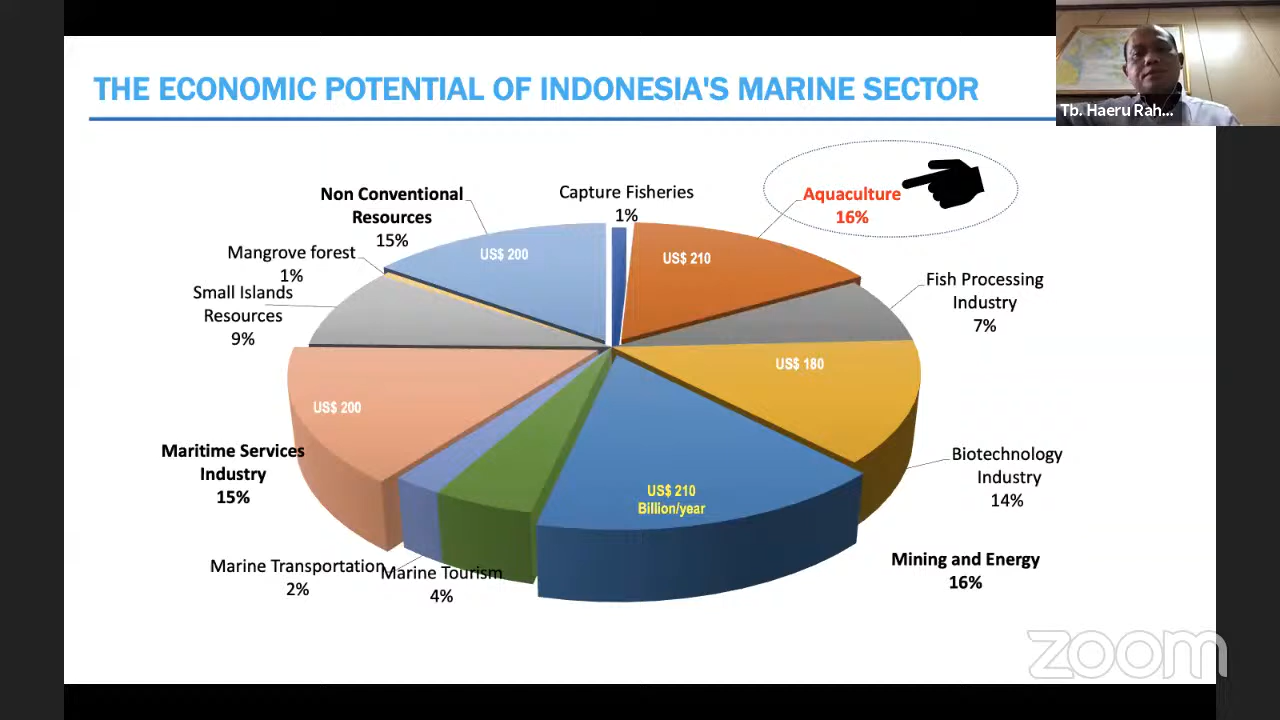 THE ECONOMIC POTENTIAL OF INDONESIA'S MARINE SECTOR
Tb. Haeru Rah...
Non Conventional
Resources
15%
Capture Fisheries
1%
Aquaculture
16%
Mangrove forest
1%
US$ 200
US$ 210
Small Islands
Resources
9%
Fish Processing
Industry
7%
US$ 180
US$ 200
Maritime Services
Industry
15%
Biotechnology
Industry
14%
US$ 210
Billion/year
Mining and Energy
16%
Marine Transportation
2%
Marine Tourism
4%
zoom